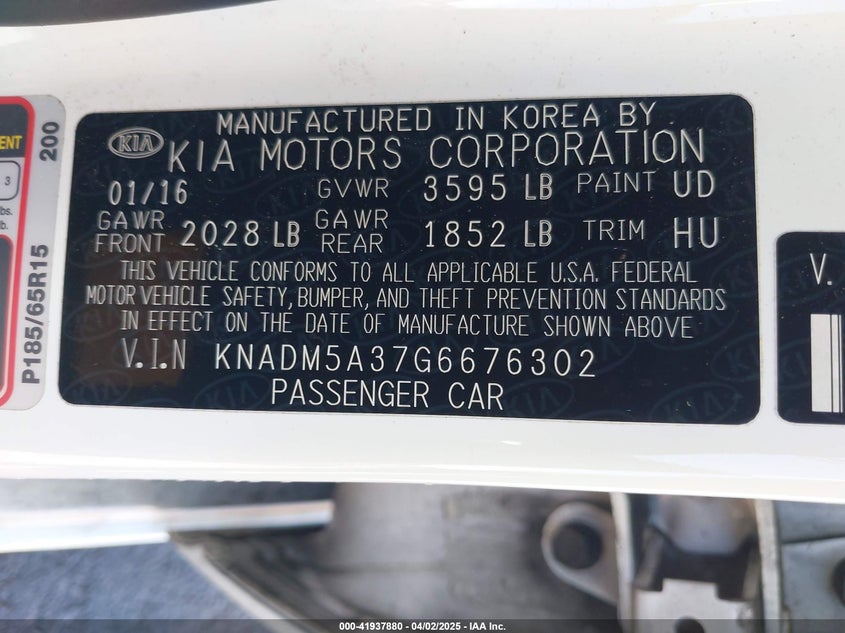 MANUFACTURED IN KOREA BY
KIA KIA MOTORS CORPORATION
01/16 GVWR 3595 LB PAINT UD
GAWR FRONT 2028 LB GAWR REAR 1852 LB TRIM HU
THIS VEHICLE CONFORMS TO ALL APPLICABLE U.S.A. FEDERAL
MOTOR VEHICLE SAFETY, BUMPER, AND THEFT PREVENTION STANDARDS
IN EFFECT ON THE DATE OF MANUFACTURE SHOWN ABOVE
V.I.N KNADM5A37G6676302
PASSENGER CAR
P185/65R15 200
3
V.
000-41937880 - 04/02/2025 - IAA Inc.